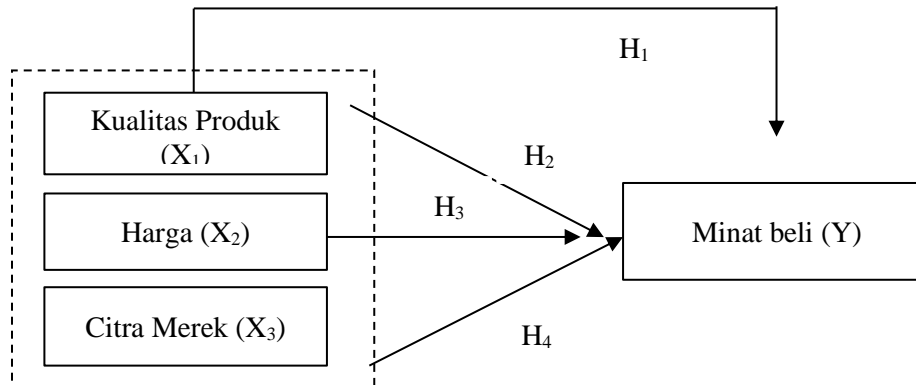 H₁
Kualitas Produk
(X₁)
H₂
H₃
Harga (X₂)
Minat beli (Y)
Citra Merek (X₃)
H₄